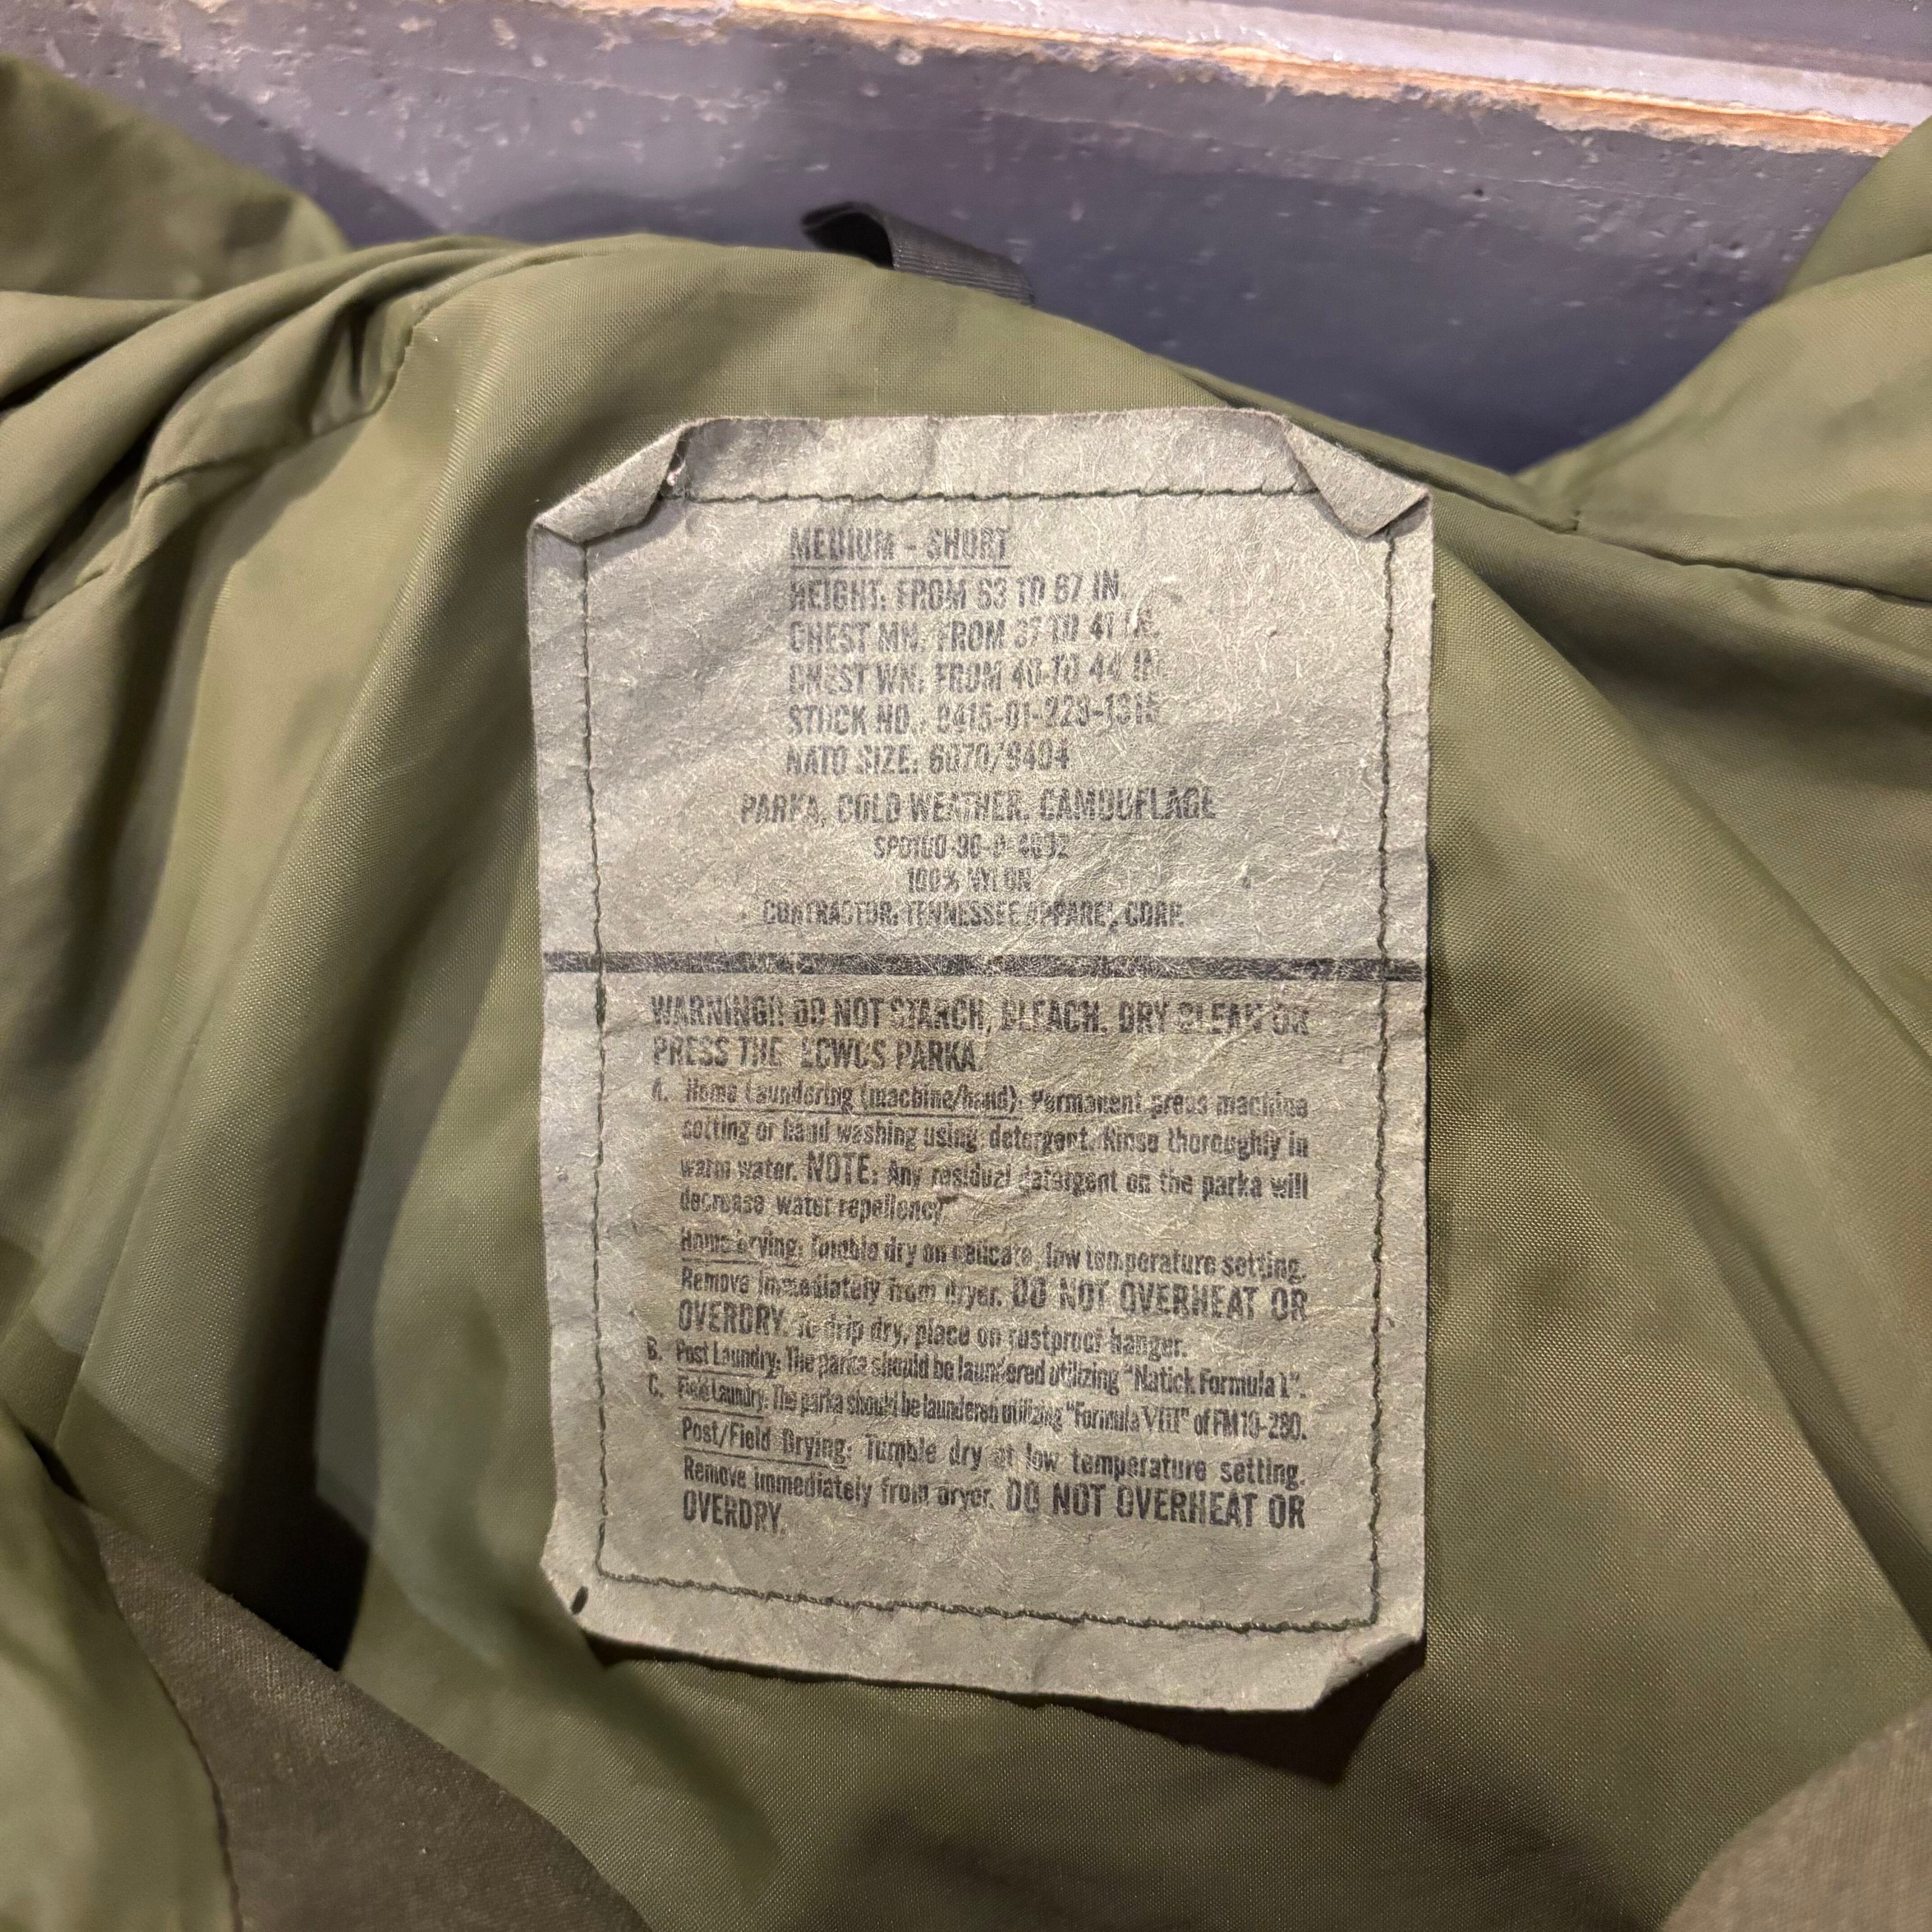 MEDIUM - SHORT
HEIGHT: FROM 63 TO 67 IN.
CHEST MN: FROM 37 TO 41 IN.
CHEST WN: FROM 40 TO 44 IN.
STOCK NO.: 8415-01-228-1315
NATO SIZE: 6070/9404
PARKA, COLD WEATHER, CAMOUFLAGE
100% NYLON
CONTRACTOR: TENNESSEE APPAREL CORP.
WARNING!! DO NOT STARCH, BLEACH, DRY CLEAN OR
PRESS THE ECWCS PARKA.
A. Home Laundering (machine/hand): Permanent press machine
setting or hand washing using detergent. Rinse thoroughly in
warm water. NOTE: Any residual detergent on the parka will
decrease water repellency
Home Drying: Tumble dry on delicate, low temperature setting.
Remove immediately from dryer. DO NOT OVERHEAT OR
OVERDRY. To drip dry, place on rustproof hanger.
B. Post Laundry: The parka should be laundered utilizing "Natick Formula 1".
C. Field Laundry: The parka should be laundered utilizing "Formula VIII" of FM 10-280.
Post/Field Drying: Tumble dry at low temperature setting.
Remove immediately from dryer. DO NOT OVERHEAT OR
OVERDRY.